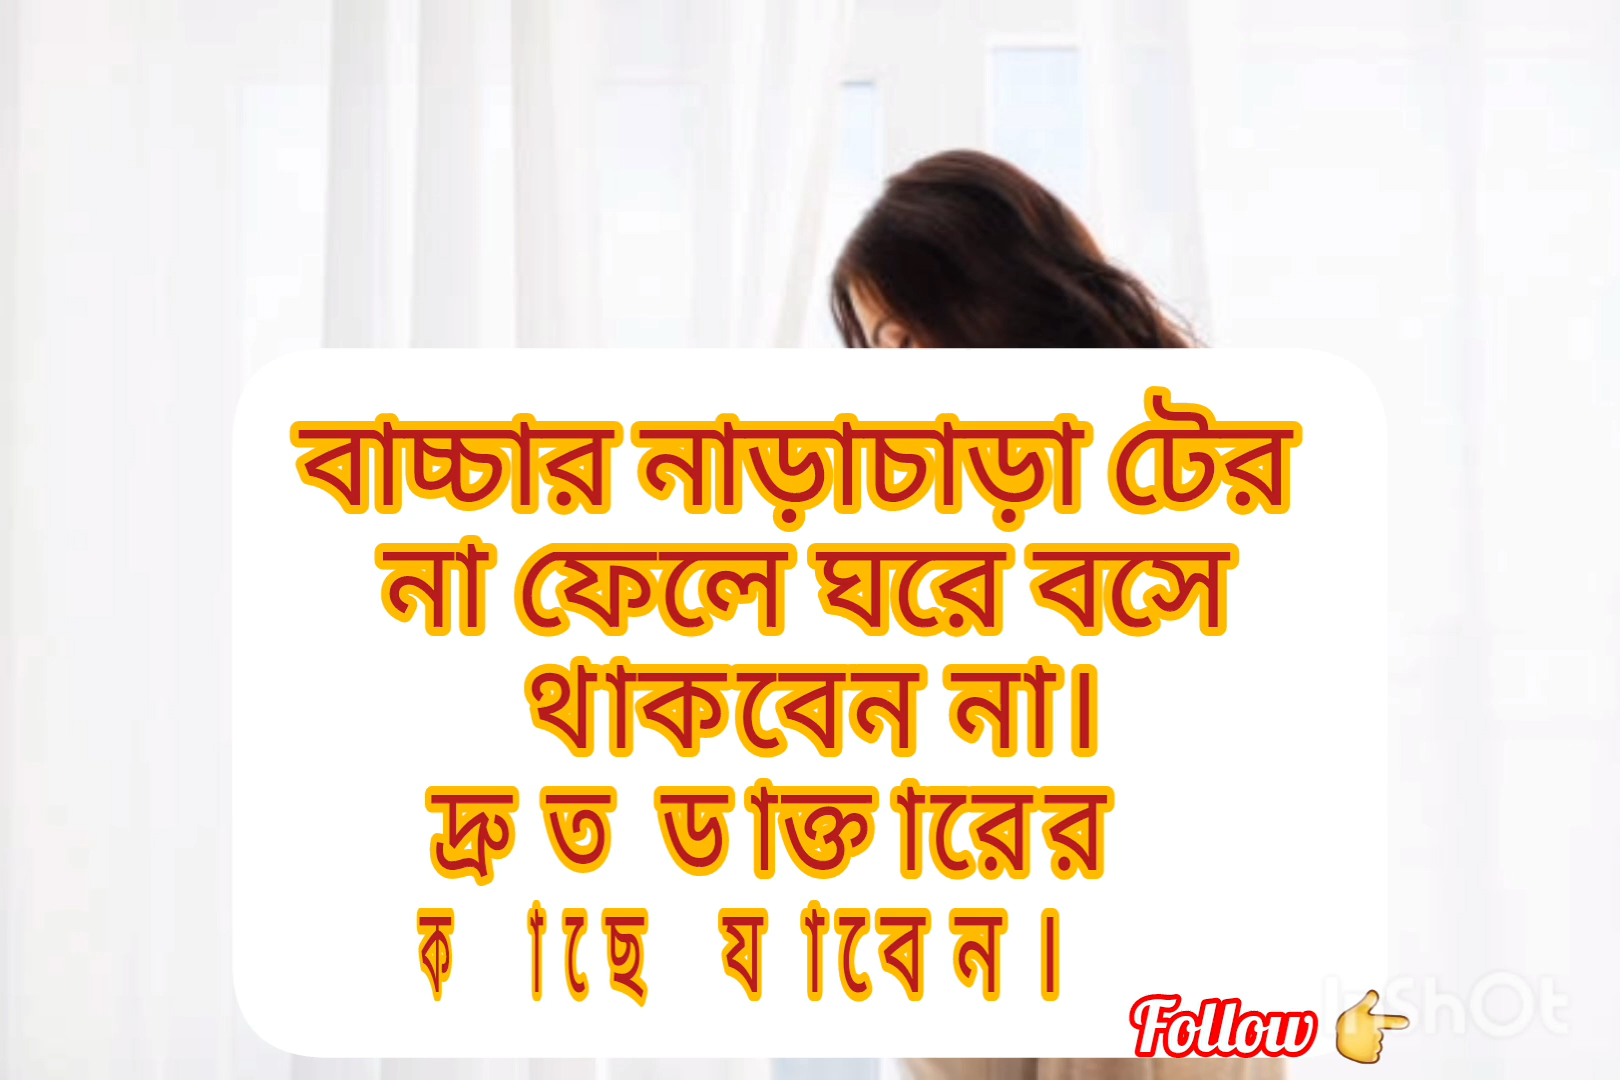 বাচ্চার নাড়াচাড়া টের
না ফেলে ঘরে বসে
থাকবেন না।
দ্রুত ডাক্তারের
কাছে যাবেন।
Follow
InShOt